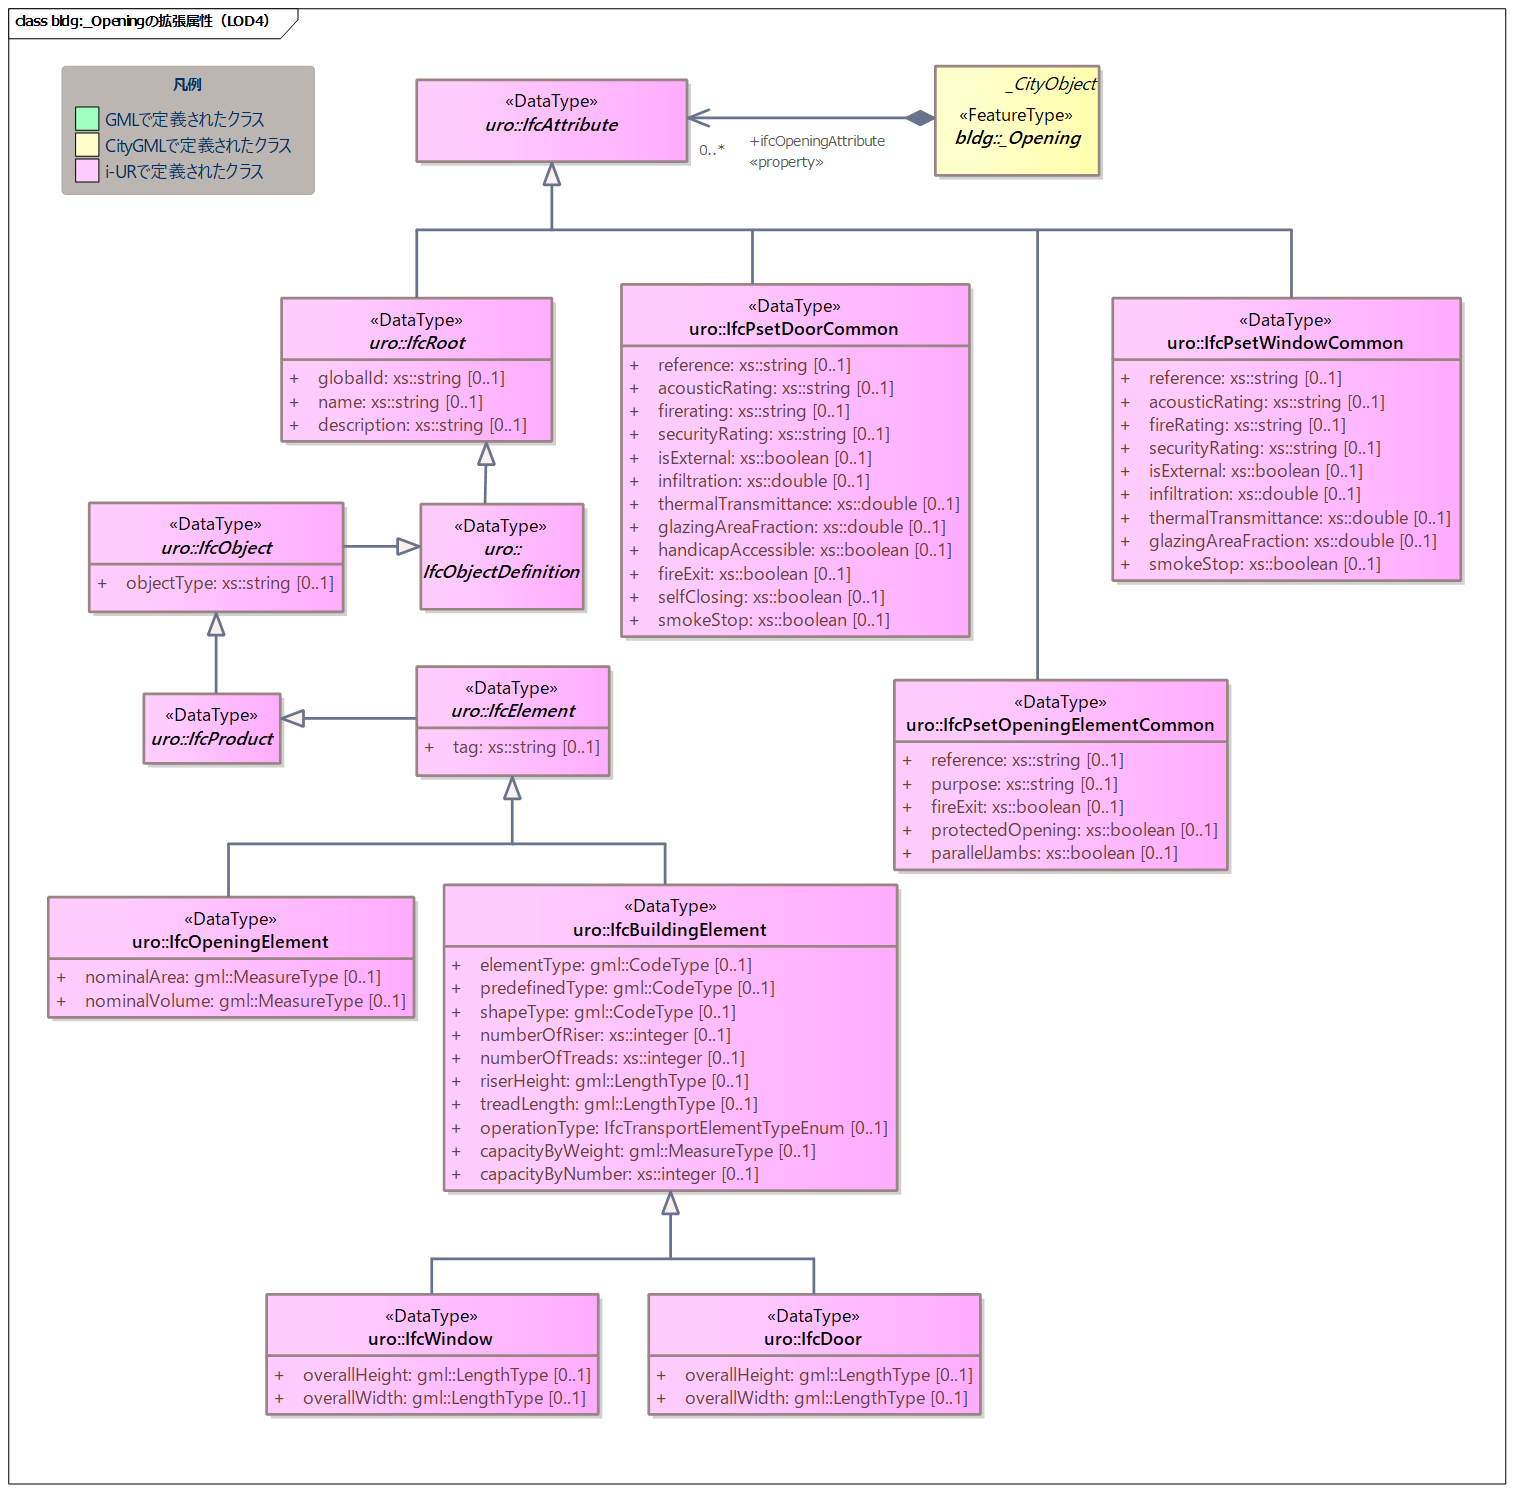 class bldg::_Openingの拡張属性（LOD4）
凡例
GMLで定義されたクラス
CityGMLで定義されたクラス
i-URで定義されたクラス
«DataType»
uro::IfcAttribute
0..*
+ifcOpeningAttribute
«property»
_CityObject
«FeatureType»
bldg::_Opening
«DataType»
uro::IfcRoot
+ globalId: xs::string [0..1]
+ name: xs::string [0..1]
+ description: xs::string [0..1]
«DataType»
uro::IfcPsetDoorCommon
+ reference: xs::string [0..1]
+ acousticRating: xs::string [0..1]
+ firerating: xs::string [0..1]
+ securityRating: xs::string [0..1]
+ isExternal: xs::boolean [0..1]
+ infiltration: xs::double [0..1]
+ thermalTransmittance: xs::double [0..1]
+ glazingAreaFraction: xs::double [0..1]
+ handicapAccessible: xs::boolean [0..1]
+ fireExit: xs::boolean [0..1]
+ selfClosing: xs::boolean [0..1]
+ smokeStop: xs::boolean [0..1]
«DataType»
uro::IfcPsetWindowCommon
+ reference: xs::string [0..1]
+ acousticRating: xs::string [0..1]
+ fireRating: xs::string [0..1]
+ securityRating: xs::string [0..1]
+ isExternal: xs::boolean [0..1]
+ infiltration: xs::double [0..1]
+ thermalTransmittance: xs::double [0..1]
+ glazingAreaFraction: xs::double [0..1]
+ smokeStop: xs::boolean [0..1]
«DataType»
uro::IfcObject
+ objectType: xs::string [0..1]
«DataType»
uro::
IfcObjectDefinition
«DataType»
uro::IfcProduct
«DataType»
uro::IfcElement
+ tag: xs::string [0..1]
«DataType»
uro::IfcPsetOpeningElementCommon
+ reference: xs::string [0..1]
+ purpose: xs::string [0..1]
+ fireExit: xs::boolean [0..1]
+ protectedOpening: xs::boolean [0..1]
+ parallelJambs: xs::boolean [0..1]
«DataType»
uro::IfcOpeningElement
+ nominalArea: gml::MeasureType [0..1]
+ nominalVolume: gml::MeasureType [0..1]
«DataType»
uro::IfcBuildingElement
+ elementType: gml::CodeType [0..1]
+ predefinedType: gml::CodeType [0..1]
+ shapeType: gml::CodeType [0..1]
+ numberOfRiser: xs::integer [0..1]
+ numberOfTreads: xs::integer [0..1]
+ riserHeight: gml::LengthType [0..1]
+ treadLength: gml::LengthType [0..1]
+ operationType: IfcTransportElementTypeEnum [0..1]
+ capacityByWeight: gml::MeasureType [0..1]
+ capacityByNumber: xs::integer [0..1]
«DataType»
uro::IfcWindow
+ overallHeight: gml::LengthType [0..1]
+ overallWidth: gml::LengthType [0..1]
«DataType»
uro::IfcDoor
+ overallHeight: gml::LengthType [0..1]
+ overallWidth: gml::LengthType [0..1]